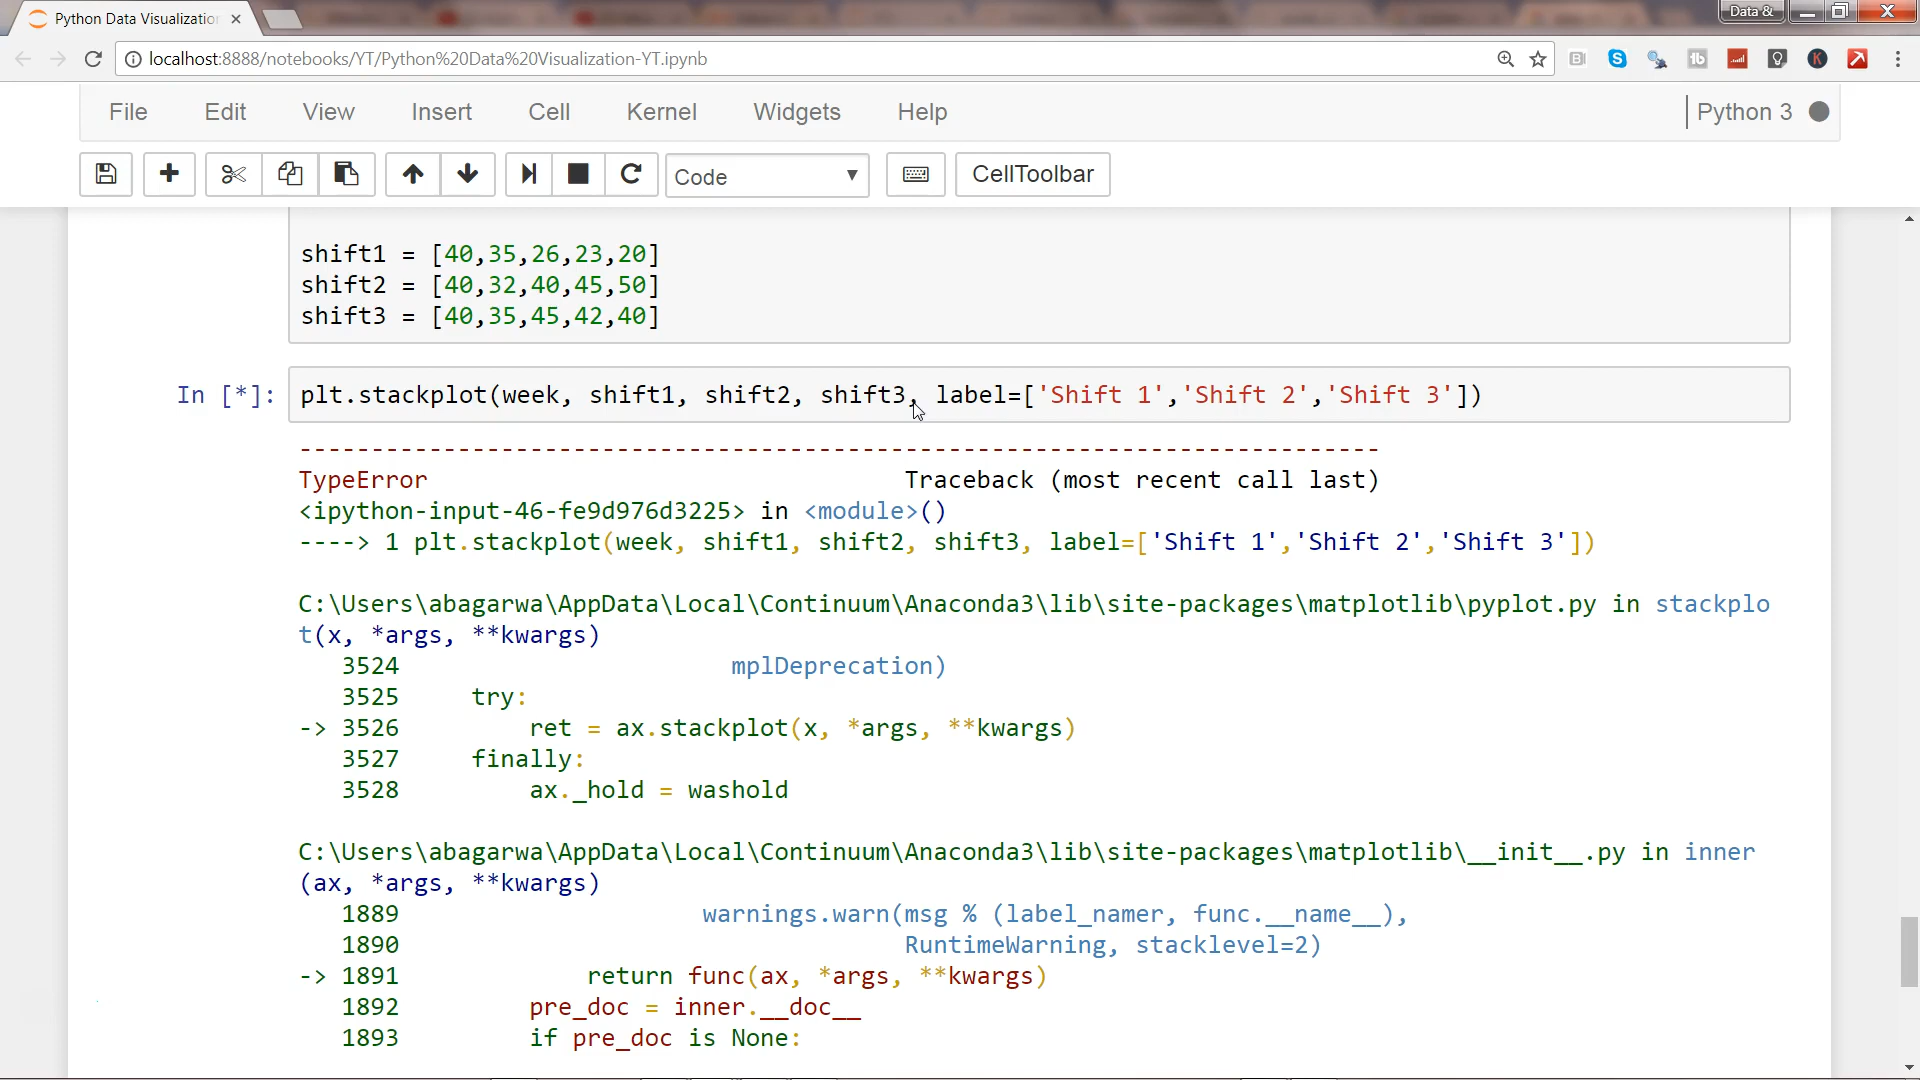 Python Data Visualization
Data &
localhost:8888/notebooks/YT/Python%20Data%20Visualization-YT.ipynb
File Edit View Insert Cell Kernel Widgets Help Python 3
Code CellToolbar
shift1 = [40,35,26,23,20]
shift2 = [40,32,40,45,50]
shift3 = [40,35,45,42,40]
In [*]: plt.stackplot(week, shift1, shift2, shift3, label=['Shift 1','Shift 2','Shift 3'])
---------------------------------------------------------------------------
TypeError Traceback (most recent call last)
<ipython-input-46-fe9d976d3225> in <module>()
----> 1 plt.stackplot(week, shift1, shift2, shift3, label=['Shift 1','Shift 2','Shift 3'])
C:\Users\abagarwa\AppData\Local\Continuum\Anaconda3\lib\site-packages\matplotlib\pyplot.py in stackplo
t(x, *args, **kwargs)
3524 mplDeprecation)
3525 try:
-> 3526 ret = ax.stackplot(x, *args, **kwargs)
3527 finally:
3528 ax._hold = washold
C:\Users\abagarwa\AppData\Local\Continuum\Anaconda3\lib\site-packages\matplotlib\__init__.py in inner
(ax, *args, **kwargs)
1889 warnings.warn(msg % (label_namer, func.__name__),
1890 RuntimeWarning, stacklevel=2)
-> 1891 return func(ax, *args, **kwargs)
1892 pre_doc = inner.__doc__
1893 if pre_doc is None: